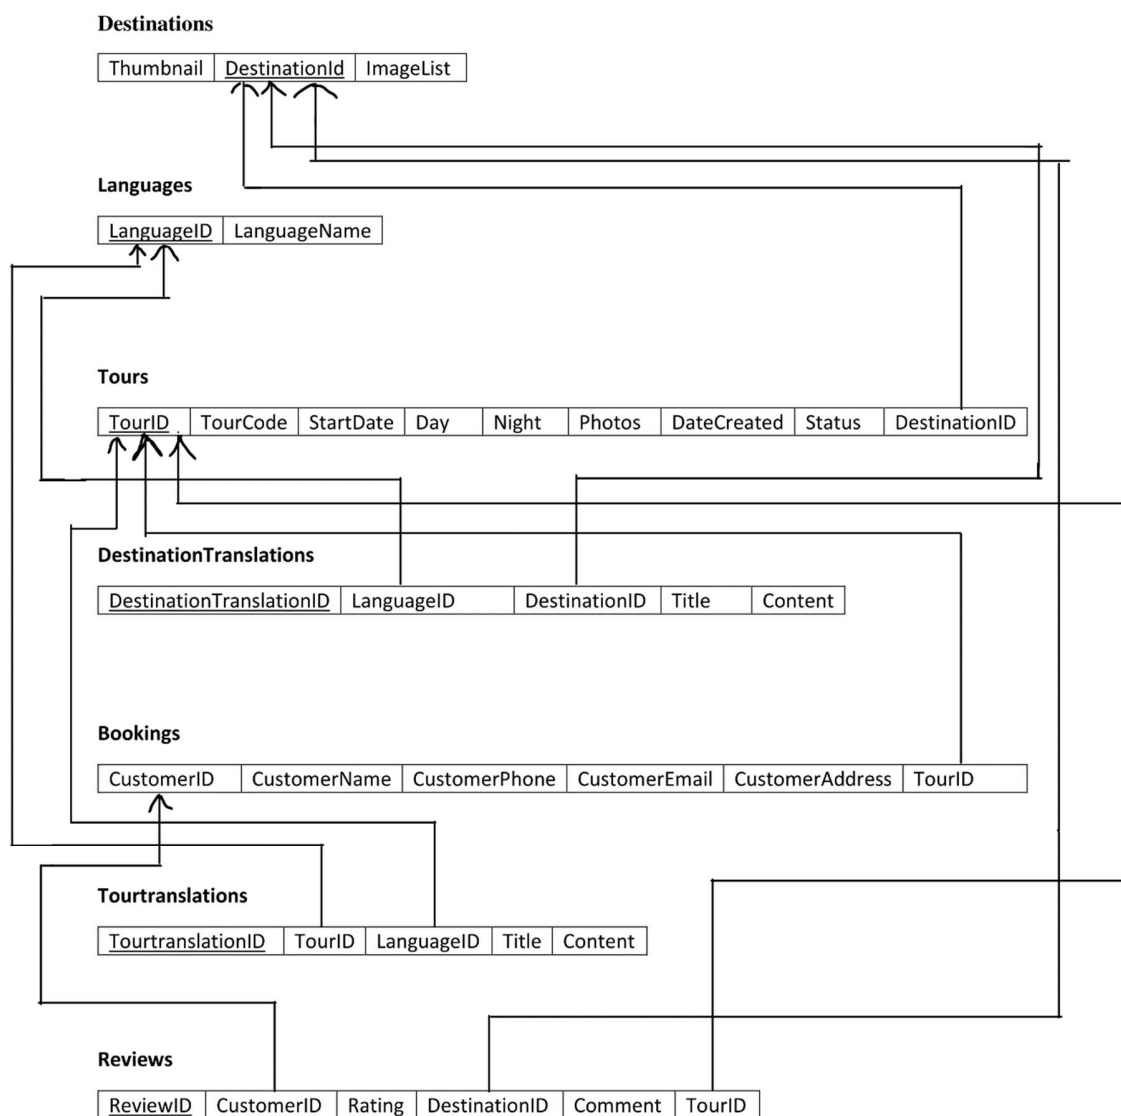 Destinations
Thumbnail DestinationId ImageList
Languages
LanguageID LanguageName
Tours
TourID TourCode StartDate Day Night Photos DateCreated Status DestinationID
DestinationTranslations
DestinationTranslationID LanguageID DestinationID Title Content
Bookings
CustomerID CustomerName CustomerPhone CustomerEmail CustomerAddress TourID
Tourtranslations
TourtranslationID TourID LanguageID Title Content
Reviews
ReviewID CustomerID Rating DestinationID Comment TourID